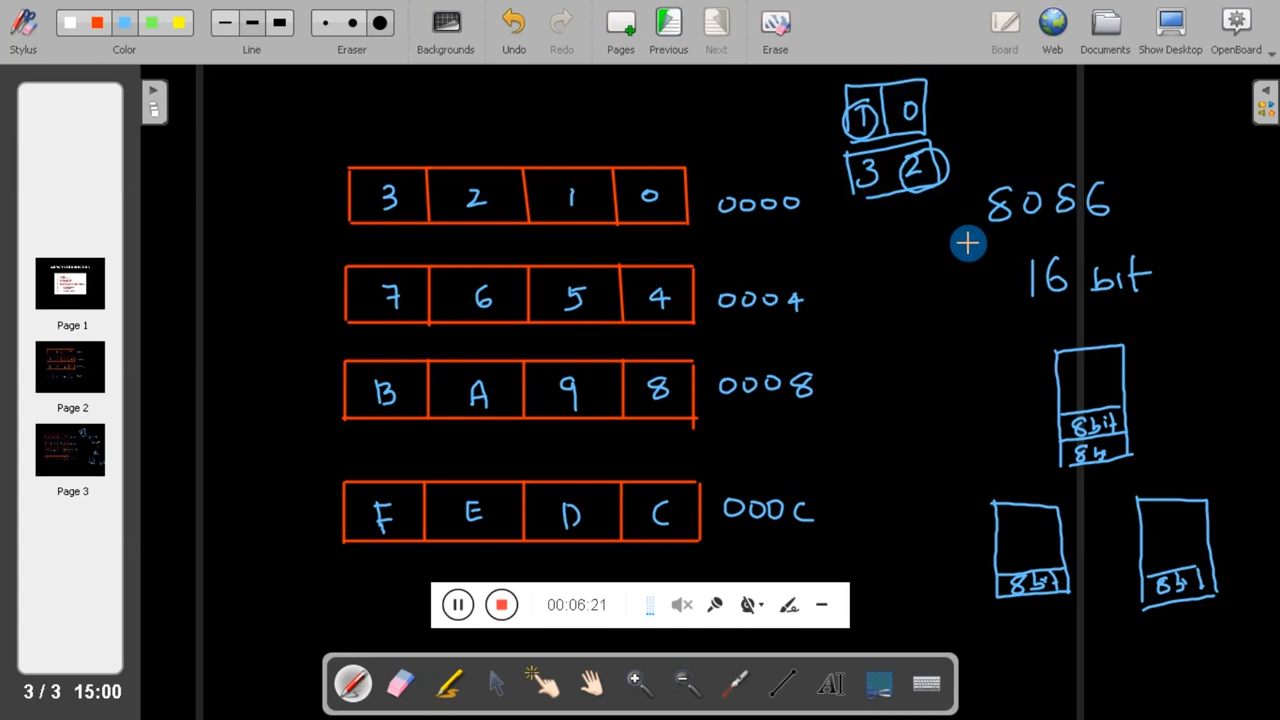 Stylus
Color
Line
Eraser
Backgrounds
Undo
Redo
Pages
Previous
Next
Erase
Board
Web
Documents
Show Desktop
OpenBoard
1 0
3 2
3 2 1 0 0000
8086
7 6 5 4 0004
16 bit
B A 9 8 0008
8bit
8b
F E D C 000C
8bit
8bi
Page 1
Page 2
Page 3
00:06:21
3 / 3 15:00